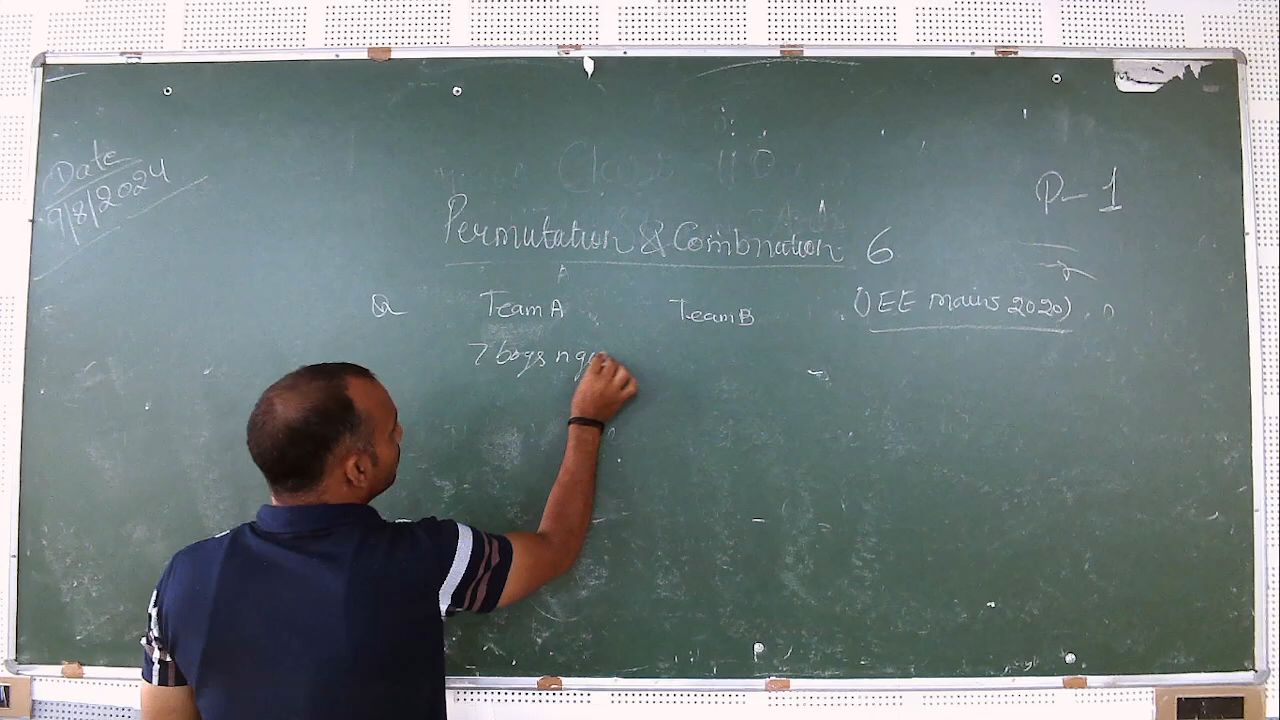 Date
9/8/2024
P-1
Permutation & Combination 6
Q Team A Team B (JEE mains 2020)
7 boys n g